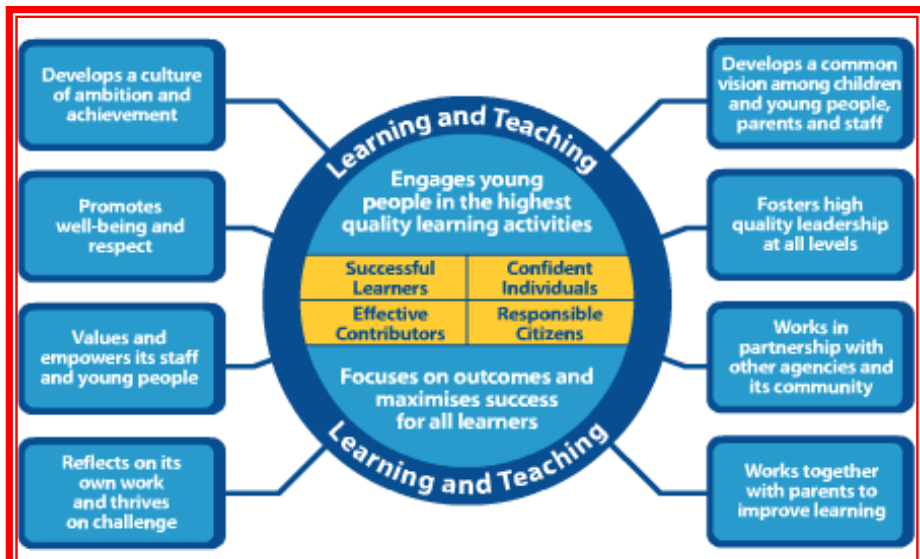 Develops a culture
of ambition and
achievement
Promotes
well-being and
respect
Values and
empowers its staff
and young people
Reflects on its
own work
and thrives
on challenge
Learning and Teaching
Engages young
people in the highest
quality learning activities
Successful
Learners
Confident
Individuals
Effective
Contributors
Responsible
Citizens
Focuses on outcomes and
maximises success
for all learners
Learning and Teaching
Develops a common
vision among children
and young people,
parents and staff
Fosters high
quality leadership
at all levels
Works in
partnership with
other agencies and
its community
Works together
with parents to
improve learning